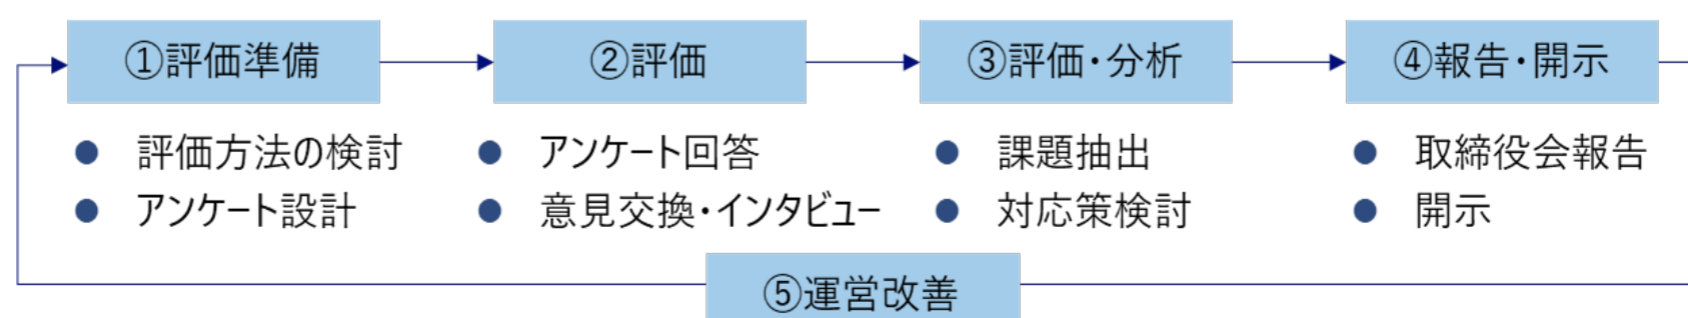 ①評価準備
②評価
③評価・分析
④報告・開示
● 評価方法の検討
● アンケート設計
● アンケート回答
● 意見交換・インタビュー
● 課題抽出
● 対応策検討
● 取締役会報告
● 開示
⑤運営改善